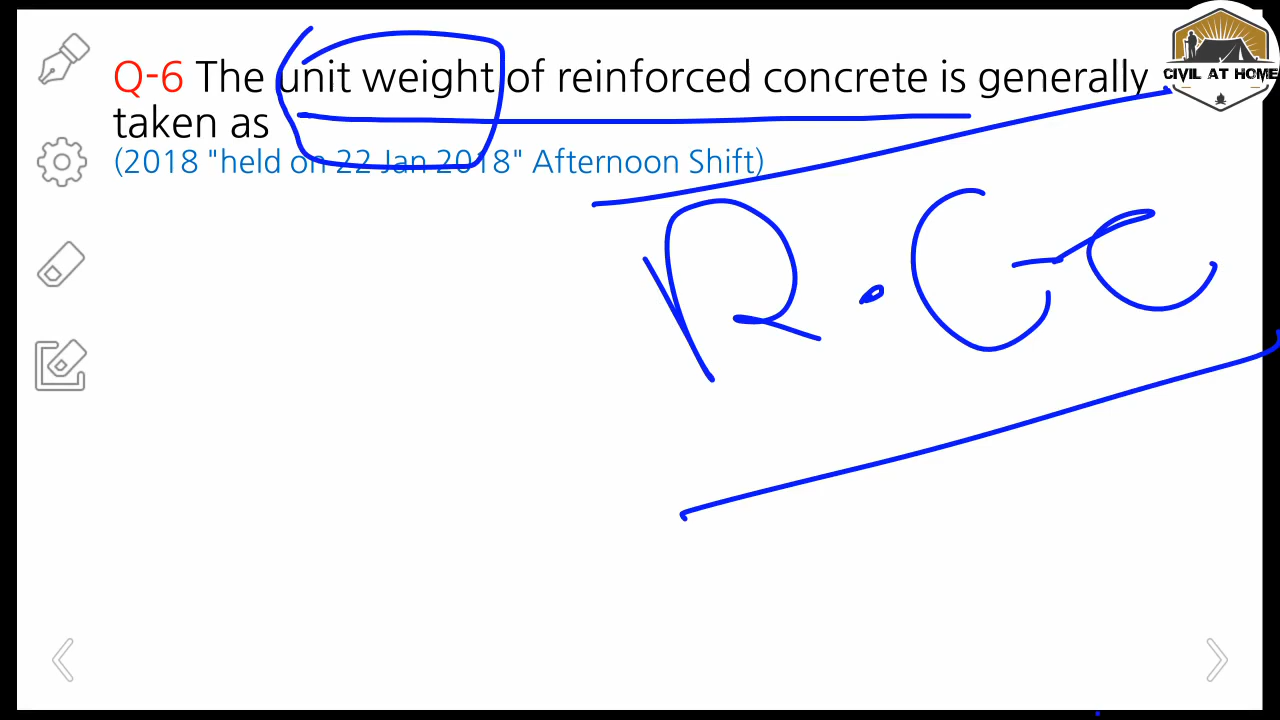 Q-6 The unit weight of reinforced concrete is generally
taken as
(2018 "held on 22 Jan 2018" Afternoon Shift)
R.C.C
CIVIL AT HOME